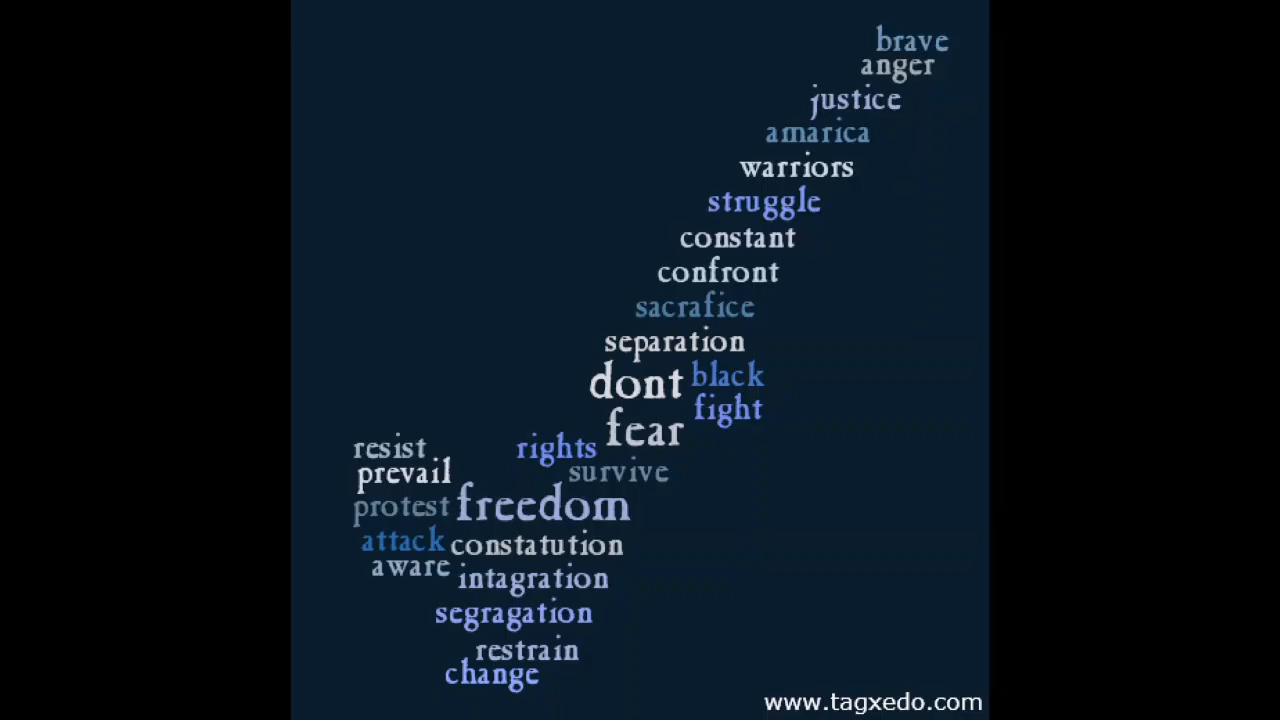 brave
anger
justice
amarica
warriors
struggle
constant
confront
sacrafice
separation
dont black
fight
fear
resist rights
prevail survive
protest freedom
attack constatution
aware intagration
segragation
restrain
change
www.tagxedo.com